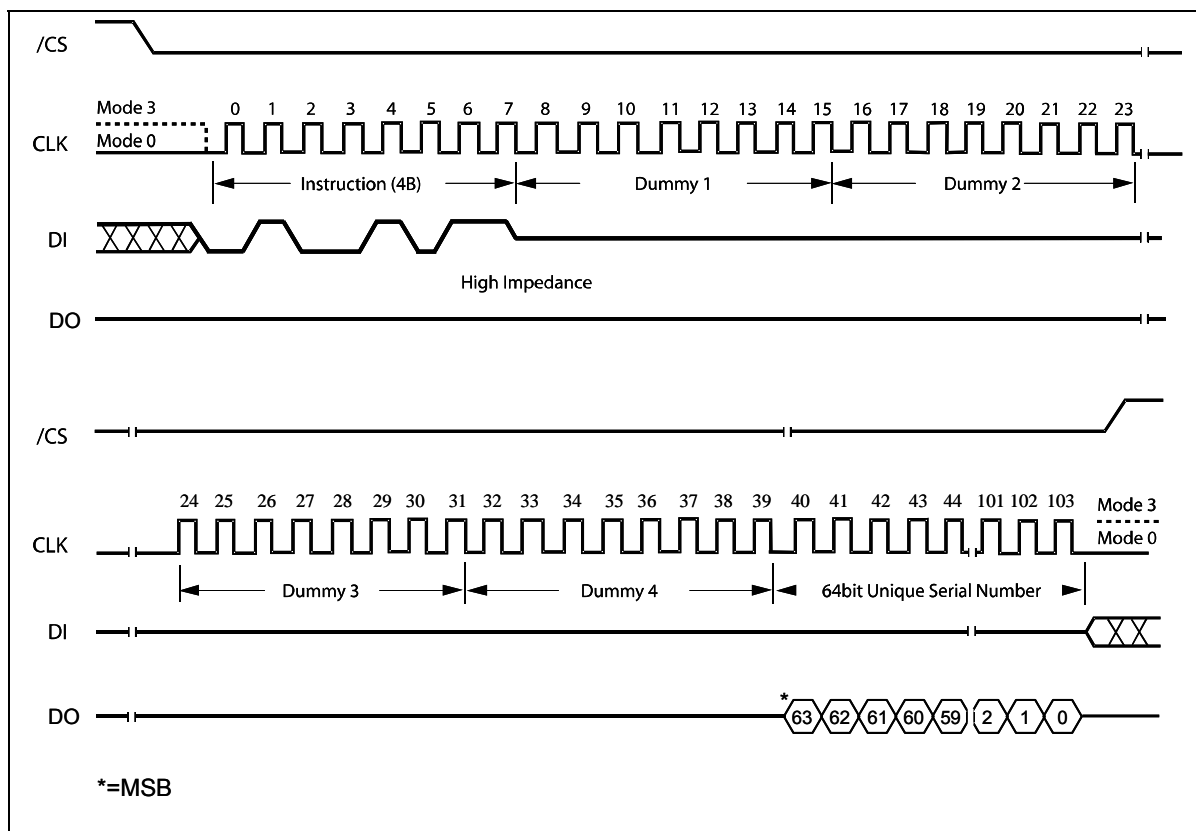 /CS
Mode 3
0 1 2 3 4 5 6 7 8 9 10 11 12 13 14 15 16 17 18 19 20 21 22 23
CLK
Mode 0
Instruction (4B) Dummy 1 Dummy 2
DI
High Impedance
DO
/CS
24 25 26 27 28 29 30 31 32 33 34 35 36 37 38 39 40 41 42 43 44 101 102 103
Mode 3
CLK
Mode 0
Dummy 3 Dummy 4 64bit Unique Serial Number
DI
*
DO 63 62 61 60 59 2 1 0
*=MSB